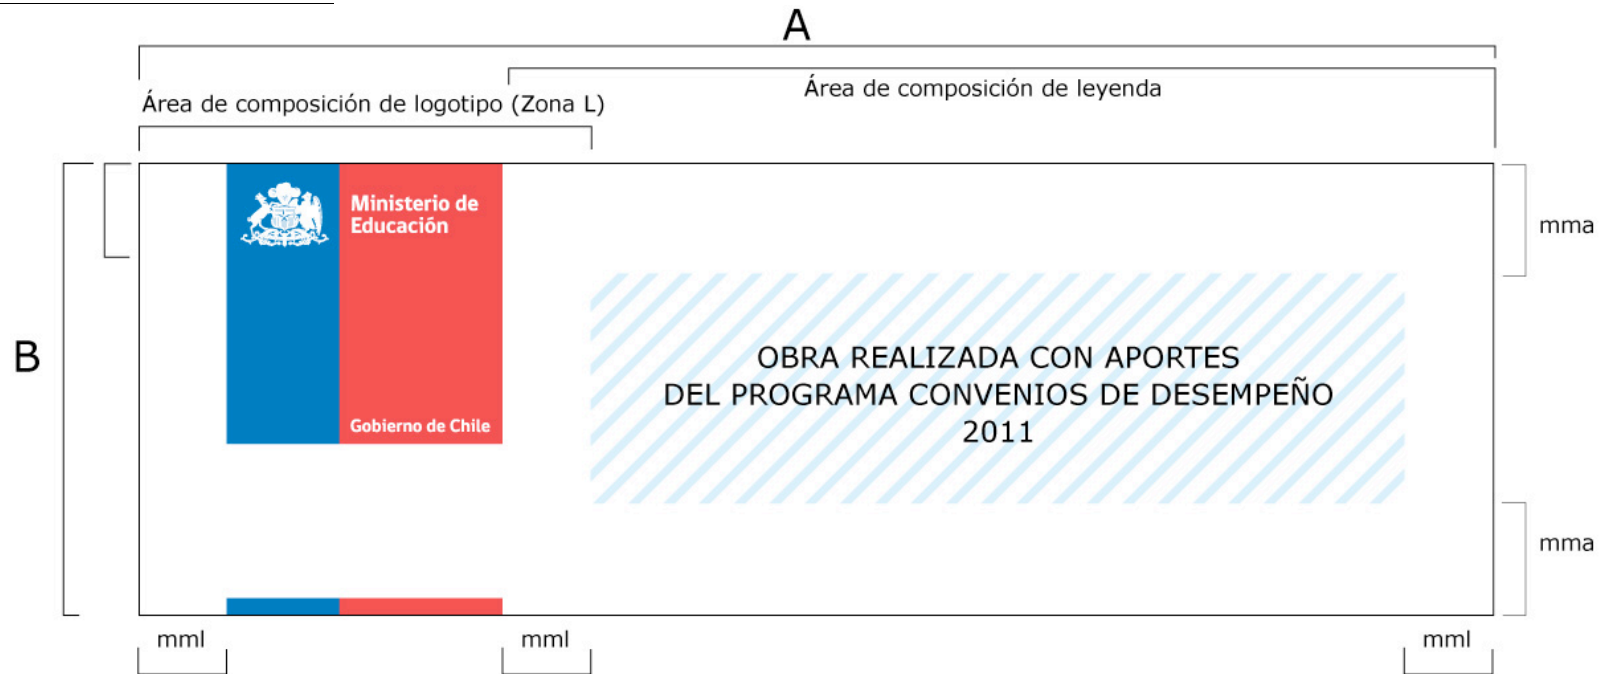 A
Área de composición de leyenda
Área de composición de logotipo (Zona L)
Ministerio de
Educación
mma
B
OBRA REALIZADA CON APORTES
DEL PROGRAMA CONVENIOS DE DESEMPEÑO
2011
Gobierno de Chile
mma
mml
mml
mml